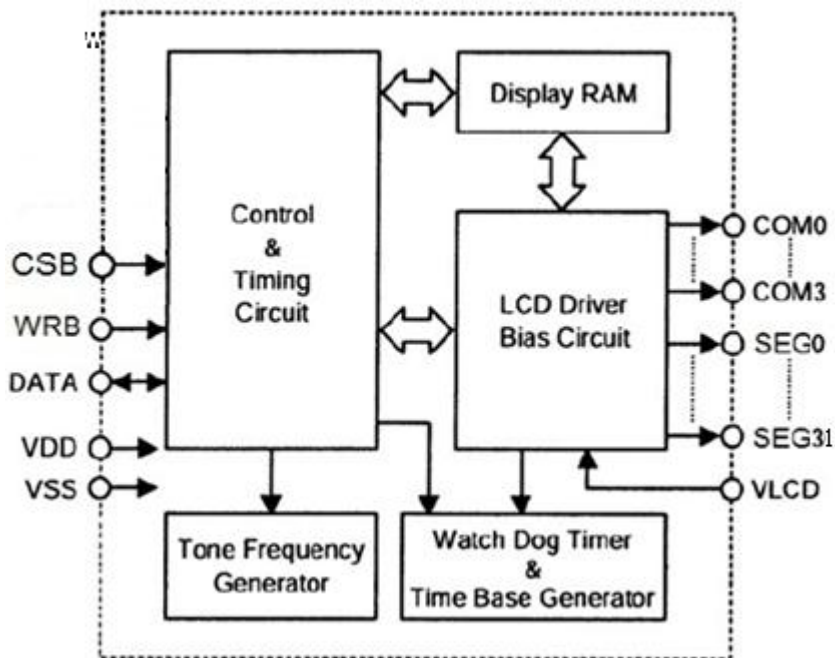 Display RAM
Control
&
Timing
Circuit
LCD Driver
Bias Circuit
CSB
WRB
DATA
VDD
VSS
COM0
COM3
SEG0
SEG31
VLCD
Tone Frequency
Generator
Watch Dog Timer
&
Time Base Generator